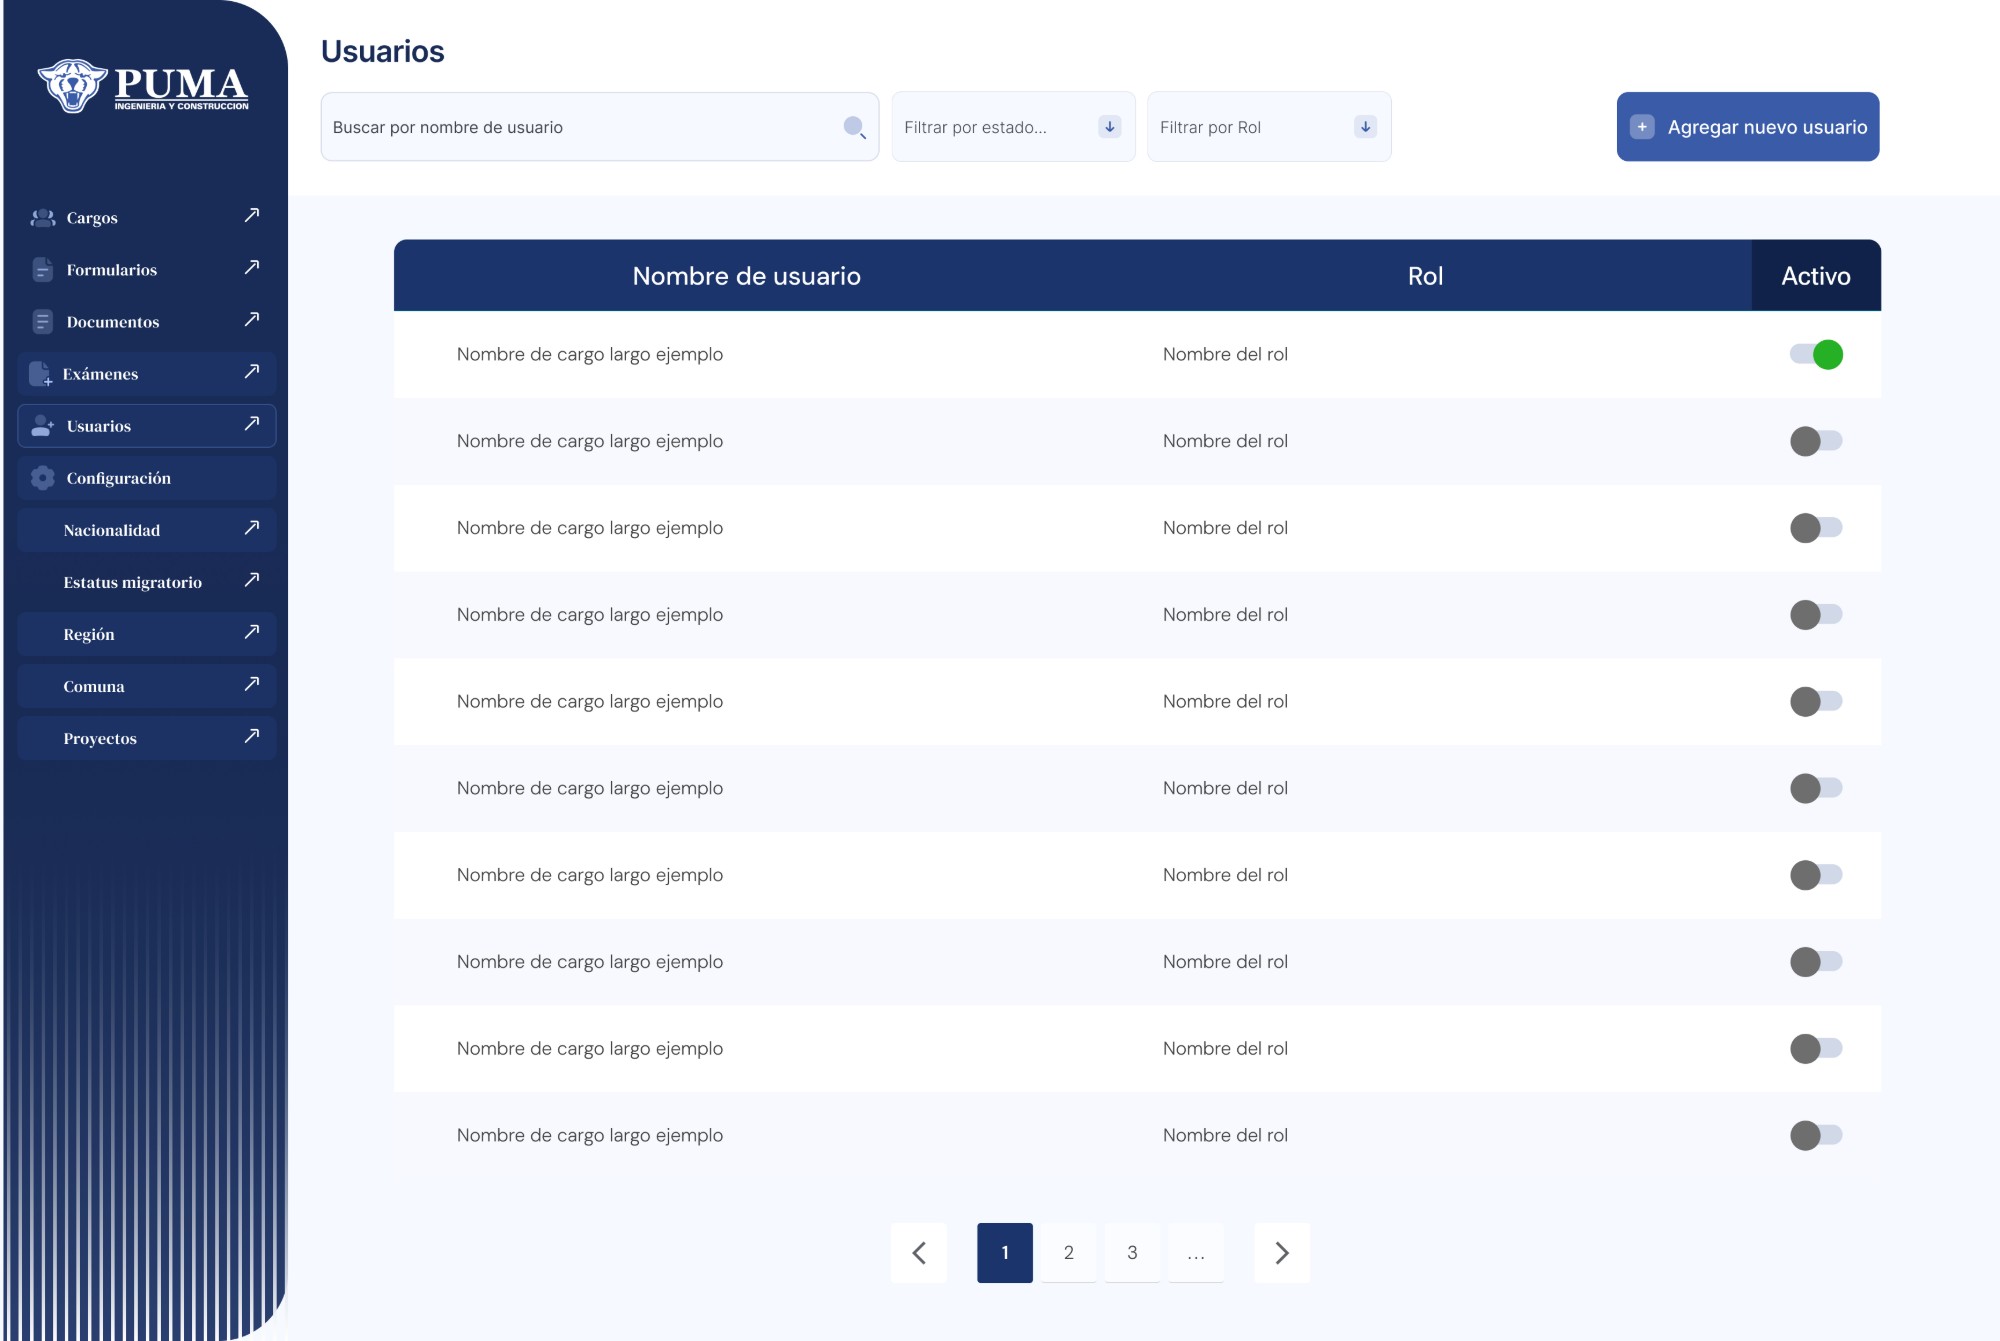 PUMA
INGENIERIA Y CONSTRUCCION
Cargos
Formularios
Documentos
Exámenes
Usuarios
Configuración
Nacionalidad
Estatus migratorio
Región
Comuna
Proyectos
Usuarios
Buscar por nombre de usuario
Filtrar por estado...
Filtrar por Rol
Agregar nuevo usuario
Nombre de usuario Rol Activo
Nombre de cargo largo ejemplo Nombre del rol
Nombre de cargo largo ejemplo Nombre del rol
Nombre de cargo largo ejemplo Nombre del rol
Nombre de cargo largo ejemplo Nombre del rol
Nombre de cargo largo ejemplo Nombre del rol
Nombre de cargo largo ejemplo Nombre del rol
Nombre de cargo largo ejemplo Nombre del rol
Nombre de cargo largo ejemplo Nombre del rol
Nombre de cargo largo ejemplo Nombre del rol
Nombre de cargo largo ejemplo Nombre del rol
1 2 3 ...